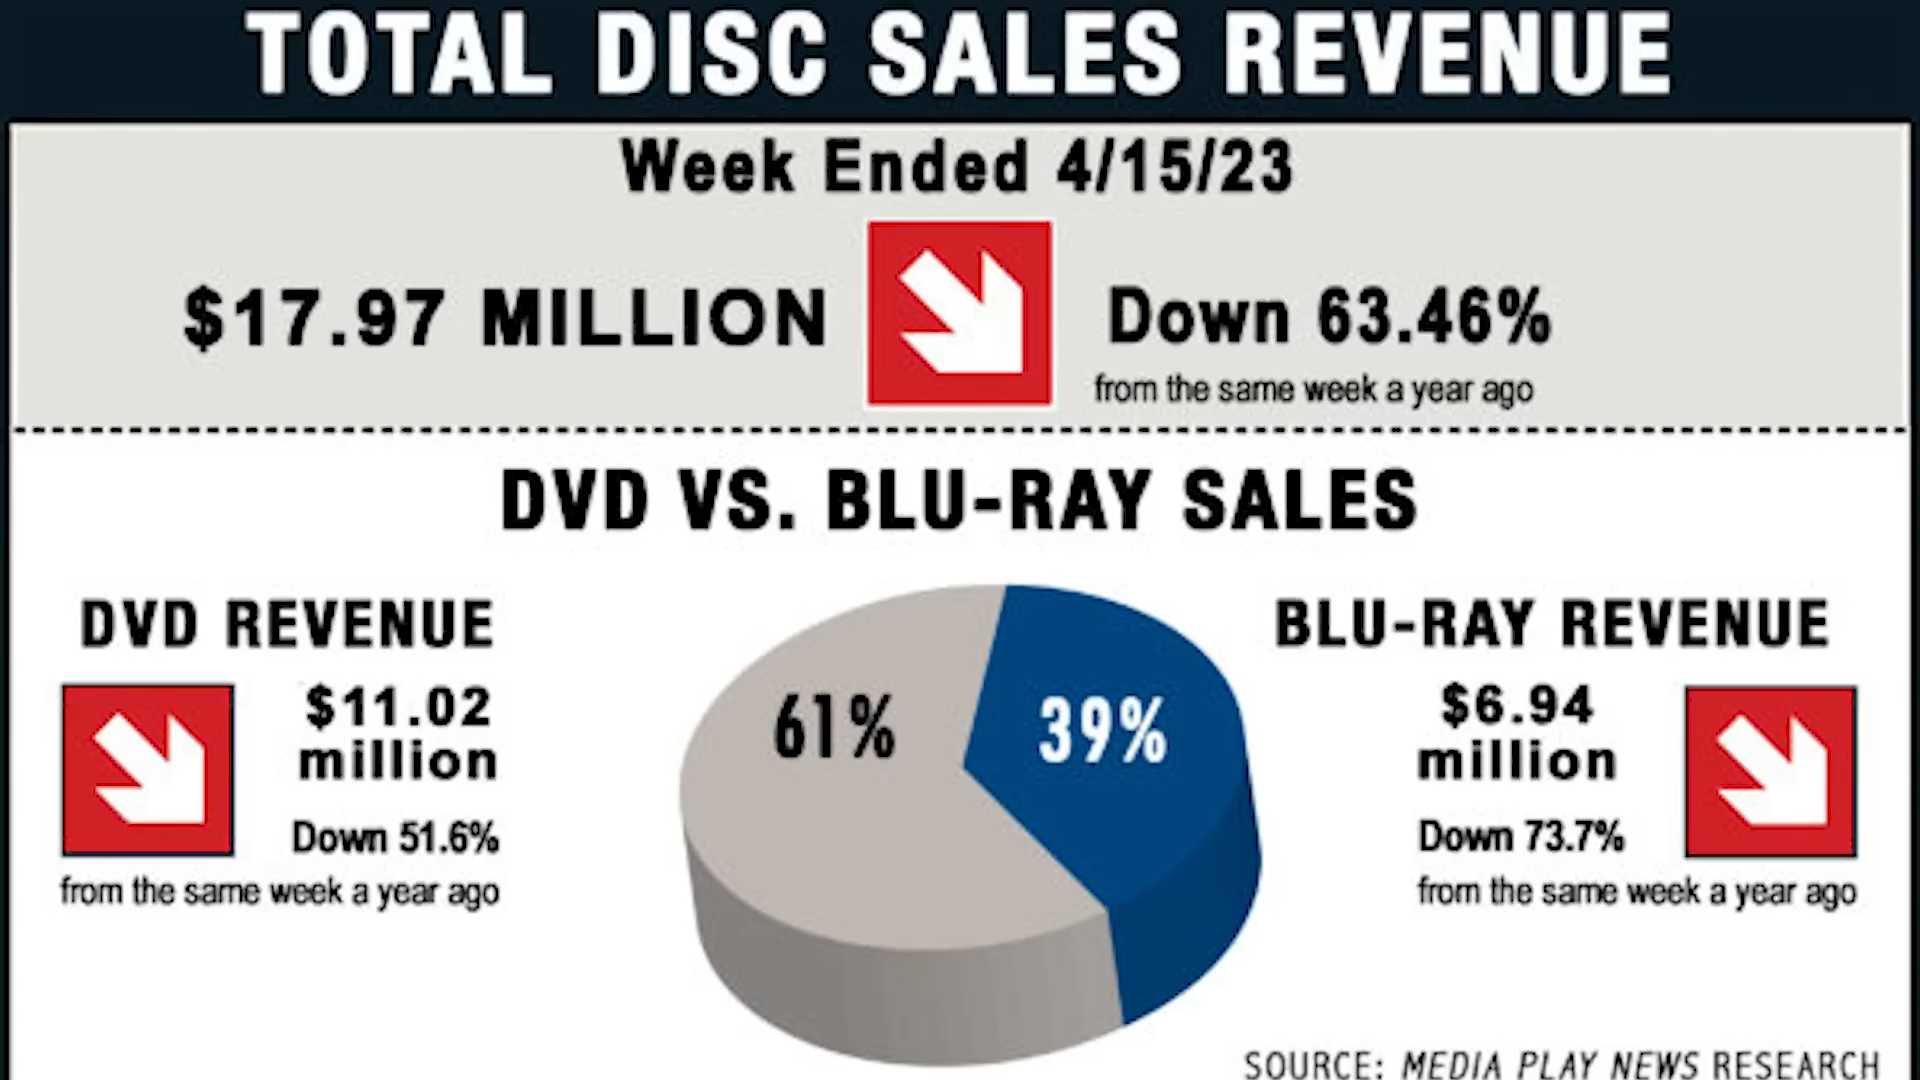 TOTAL DISC SALES REVENUE
Week Ended 4/15/23
$17.97 MILLION
Down 63.46%
from the same week a year ago
DVD VS. BLU-RAY SALES
DVD REVENUE
$11.02
million
Down 51.6%
from the same week a year ago
61%
39%
BLU-RAY REVENUE
$6.94
million
Down 73.7%
from the same week a year ago
SOURCE: MEDIA PLAY NEWS RESEARCH